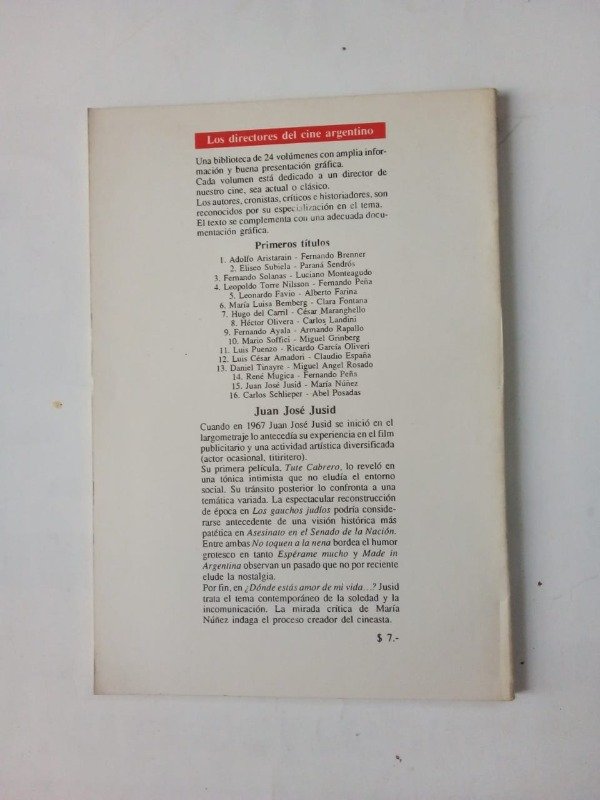 Los directores del cine argentino
Una biblioteca de 24 volúmenes con amplia infor-
mación y buena presentación gráfica.
Cada volumen está dedicado a un director de
nuestro cine, sea actual o clásico.
Los autores, cronistas, críticos e historiadores, son
reconocidos por su especialización en el tema.
El texto se complementa con una adecuada docu-
mentación gráfica.
Primeros títulos
1. Adolfo Aristarain - Fernando Brenner
2. Eliseo Subiela - Paraná Sendrós
3. Fernando Solanas - Luciano Monteagudo
4. Leopoldo Torre Nilsson - Fernando Peña
5. Leonardo Favio - Alberto Farina
6. María Luisa Bemberg - Clara Fontana
7. Hugo del Carril - César Maranghello
8. Héctor Olivera - Carlos Landini
9. Fernando Ayala - Armando Rapallo
10. Mario Soffici - Miguel Grinberg
11. Luis Puenzo - Ricardo García Oliveri
12. Luis César Amadori - Claudio España
13. Daniel Tinayre - Miguel Angel Rosado
14. René Mugica - Fernando Peña
15. Juan José Jusid - María Núñez
16. Carlos Schlieper - Abel Posadas
Juan José Jusid
Cuando en 1967 Juan José Jusid se inició en el
largometraje lo antecedía su experiencia en el film
publicitario y una actividad artística diversificada
(actor ocasional, titiritero).
Su primera película, Tute Cabrero, lo reveló en
una tónica intimista que no eludía el entorno
social. Su tránsito posterior lo confronta a una
temática variada. La espectacular reconstrucción
de época en Los gauchos judíos podría conside-
rarse antecedente de una visión histórica más
patética en Asesinato en el Senado de la Nación.
Entre ambas No toquen a la nena bordea el humor
grotesco en tanto Espérame mucho y Made in
Argentina observan un pasado que no por reciente
elude la nostalgia.
Por fin, en ¿Dónde estás amor de mi vida...? Jusid
trata el tema contemporáneo de la soledad y la
incomunicación. La mirada crítica de María
Núñez indaga el proceso creador del cineasta.
$ 7.-